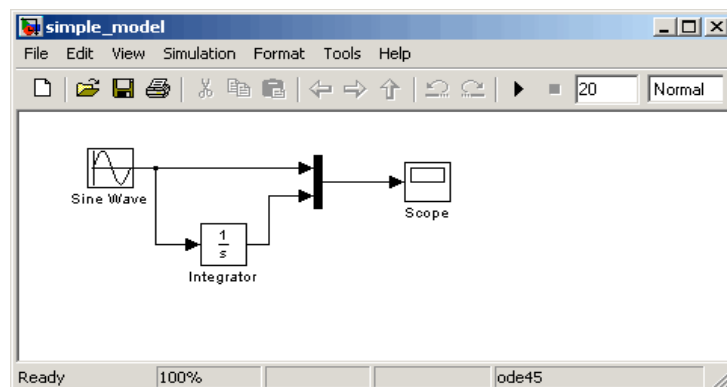 simple_model
File Edit View Simulation Format Tools Help
20 Normal
Sine Wave
Scope
1
s
Integrator
Ready 100% ode45